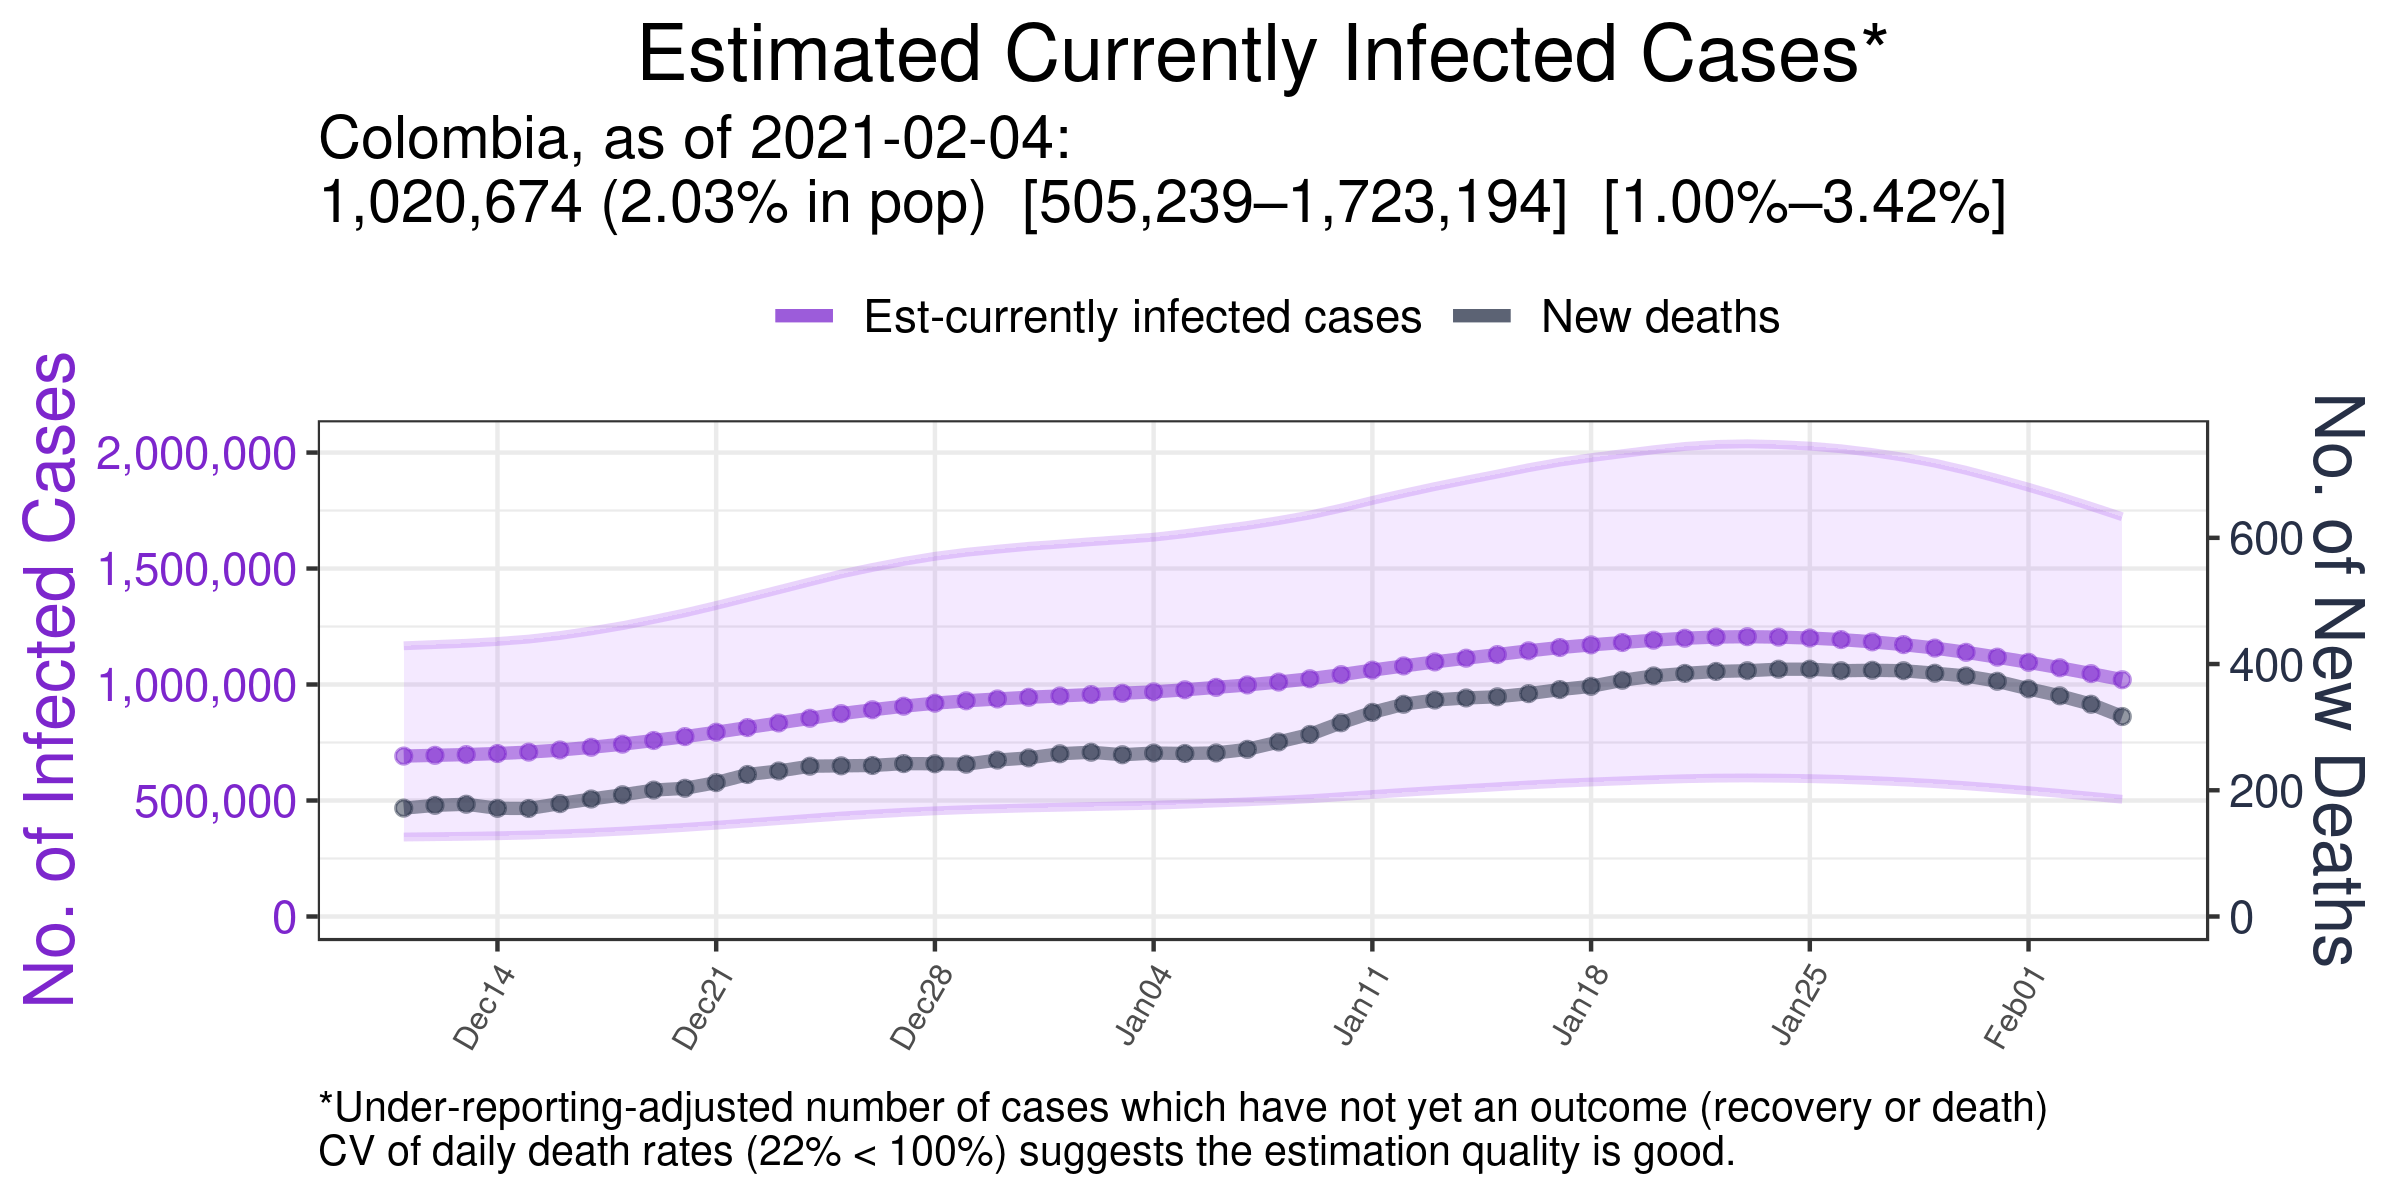 Estimated Currently Infected Cases*
Colombia, as of 2021-02-04:
1,020,674 (2.03% in pop) [505,239–1,723,194] [1.00%–3.42%]
Est-currently infected cases
New deaths
No. of Infected Cases
2,000,000
1,500,000
1,000,000
500,000
0
No. of New Deaths
600
400
200
0
Dec14
Dec21
Dec28
Jan04
Jan11
Jan18
Jan25
Feb01
*Under-reporting-adjusted number of cases which have not yet an outcome (recovery or death)
CV of daily death rates (22% < 100%) suggests the estimation quality is good.